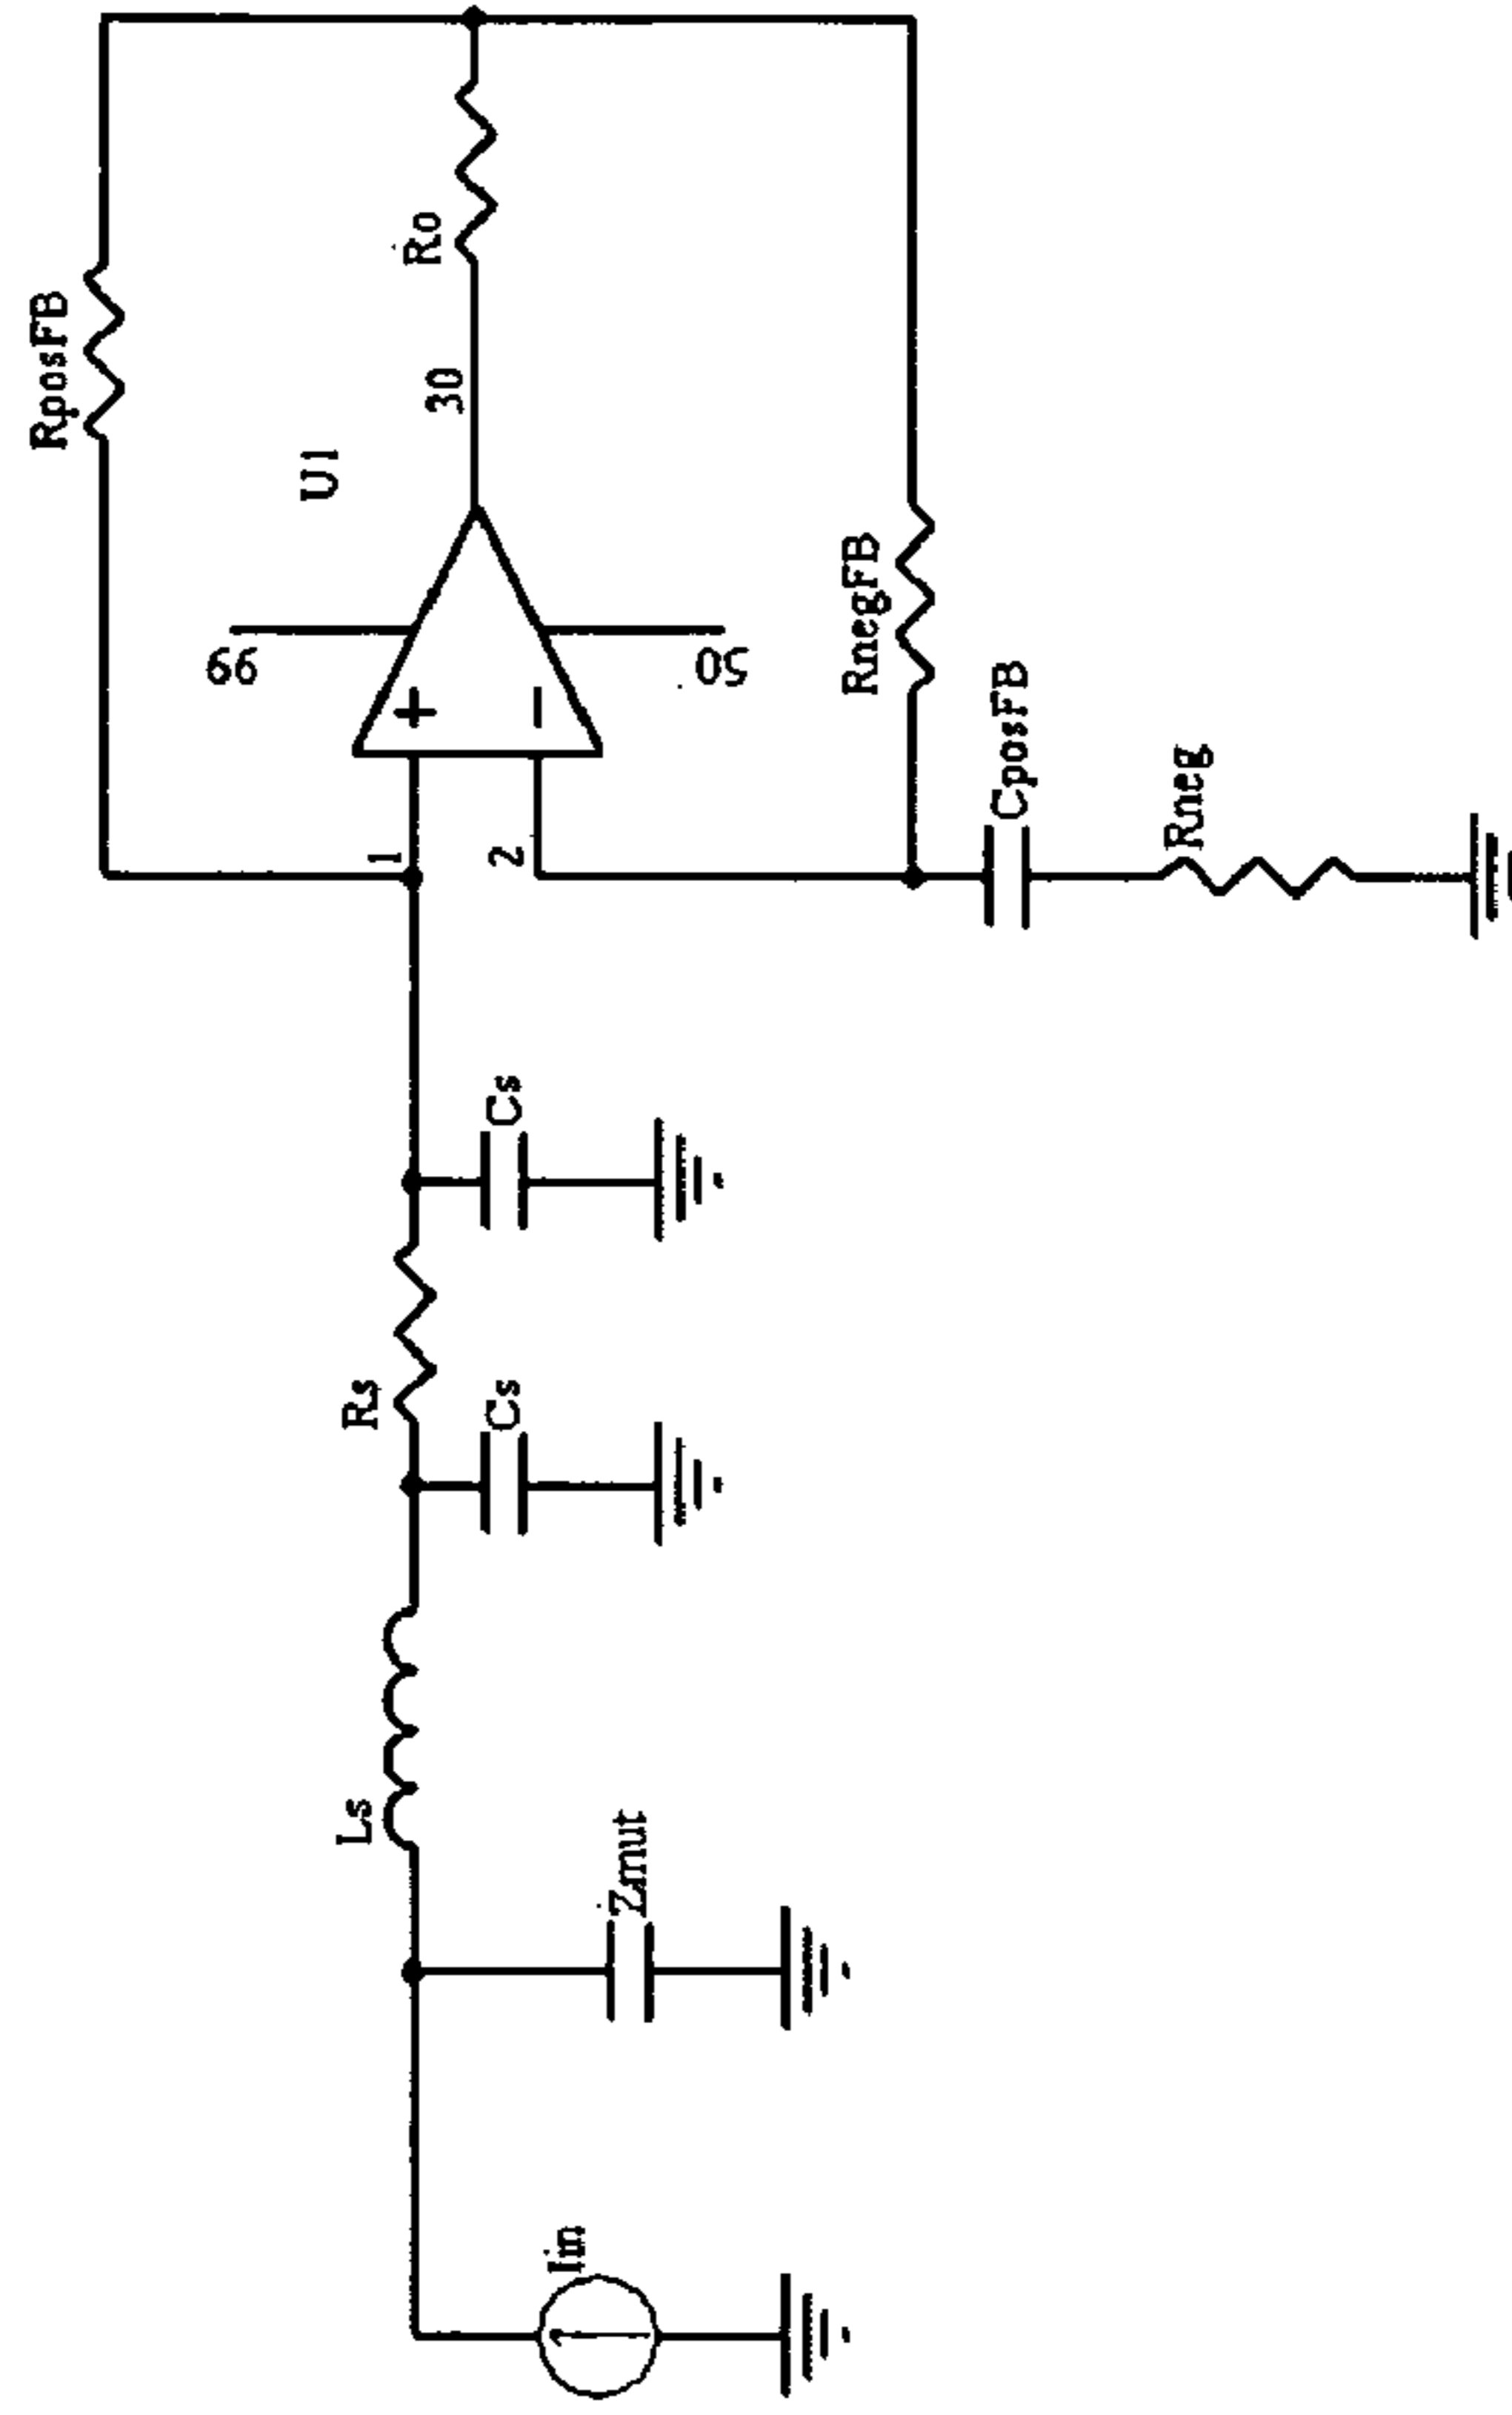 RposFB
Ro
30
U1
99
50
1
2
RnegFB
CposFB
Rneg
Cs
Rs
Cs
Ls
Zmut
Iin